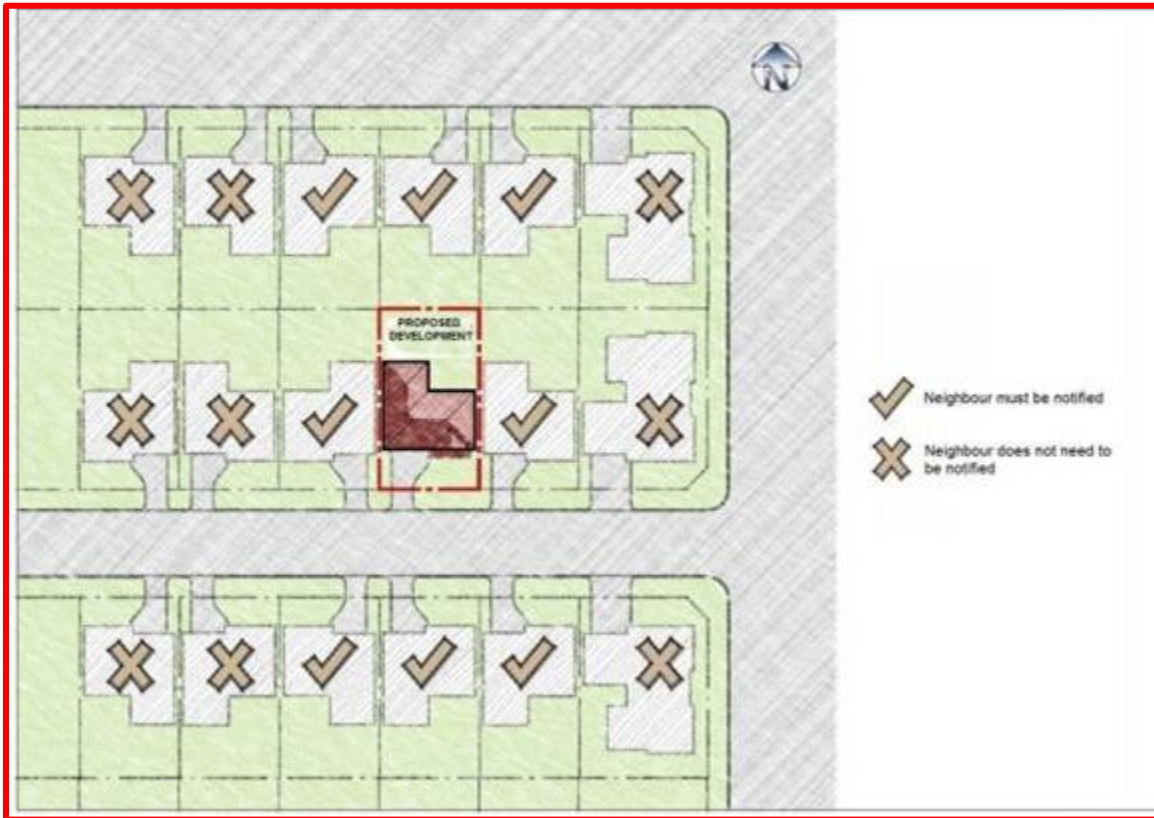 N
PROPOSED
DEVELOPMENT
Neighbour must be notified
Neighbour does not need to
be notified